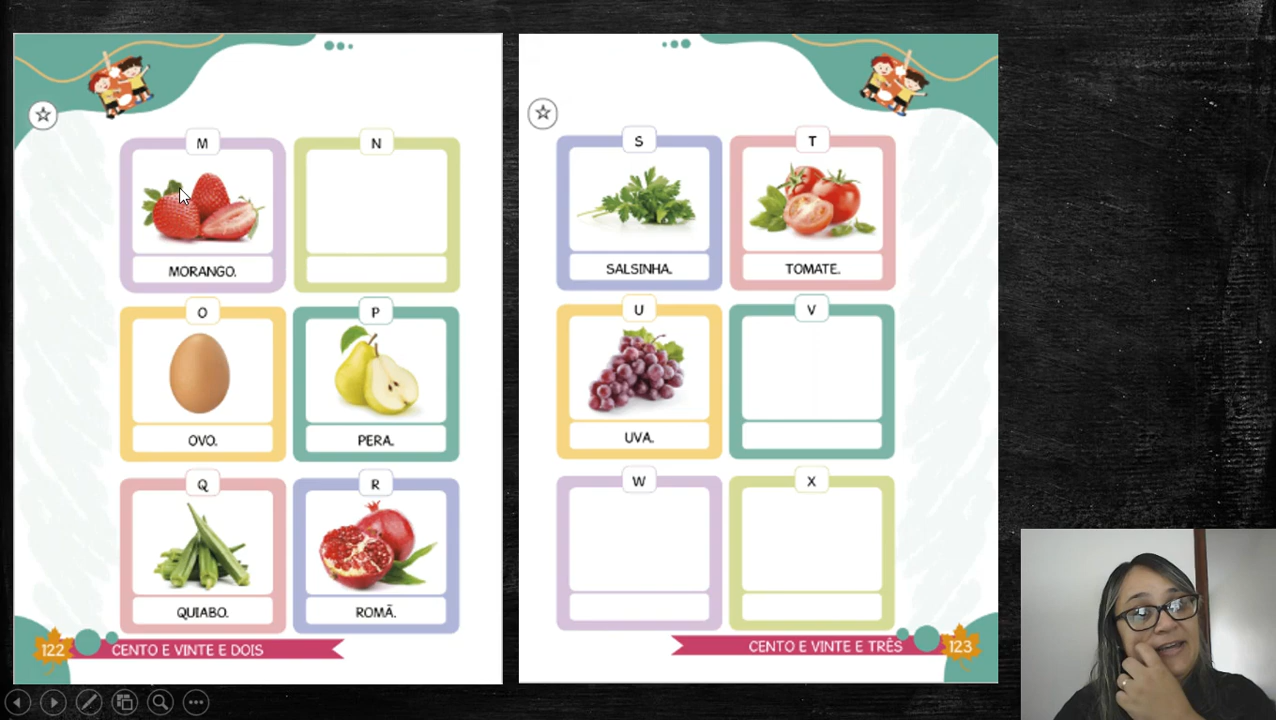 M
N
MORANGO.
O
P
OVO.
PERA.
Q
R
QUIABO.
ROMÃ.
122
CENTO E VINTE E DOIS
S
T
SALSINHA.
TOMATE.
U
V
UVA.
W
X
CENTO E VINTE E TRÊS
123